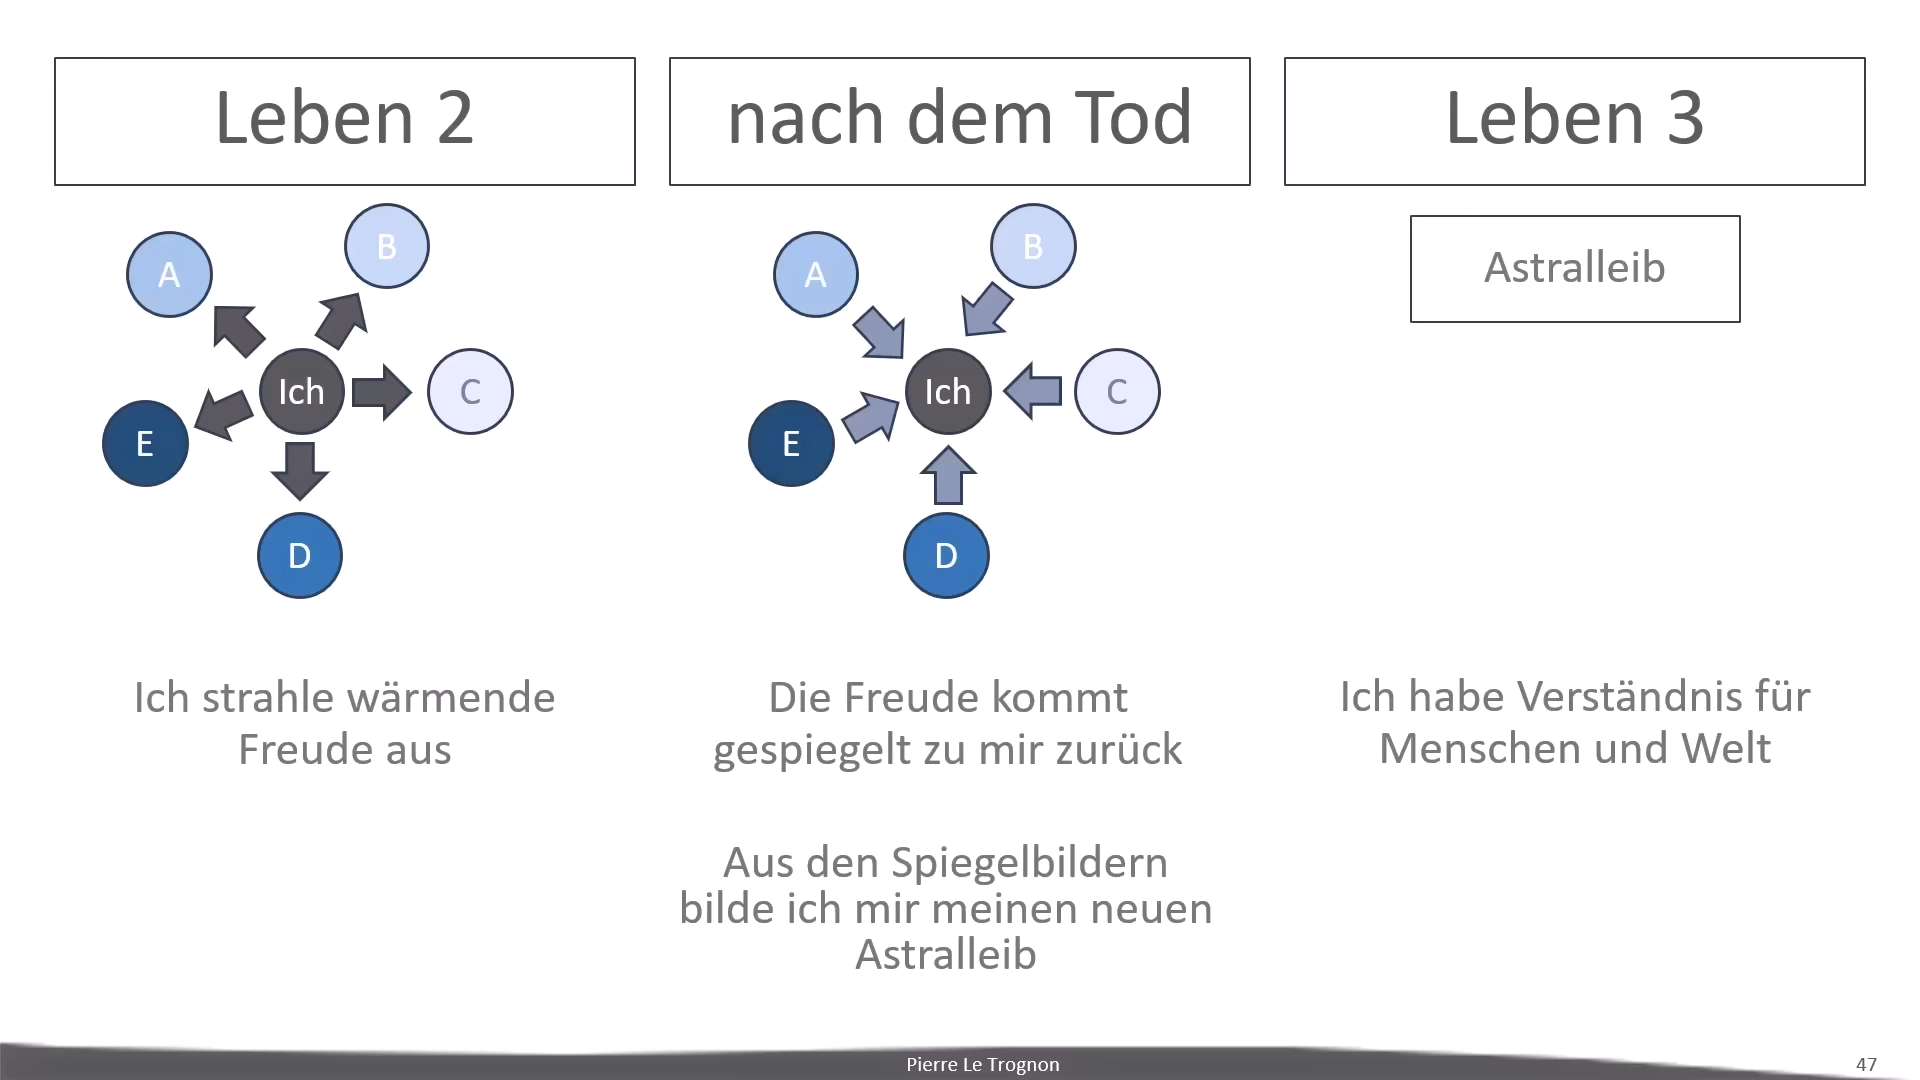 Leben 2
nach dem Tod
Leben 3
A
B
Ich
C
E
D
A
B
Ich
C
E
D
Astralleib
Ich strahle wärmende
Freude aus
Die Freude kommt
gespiegelt zu mir zurück
Aus den Spiegelbildern
bilde ich mir meinen neuen
Astralleib
Ich habe Verständnis für
Menschen und Welt
Pierre Le Trognon
47